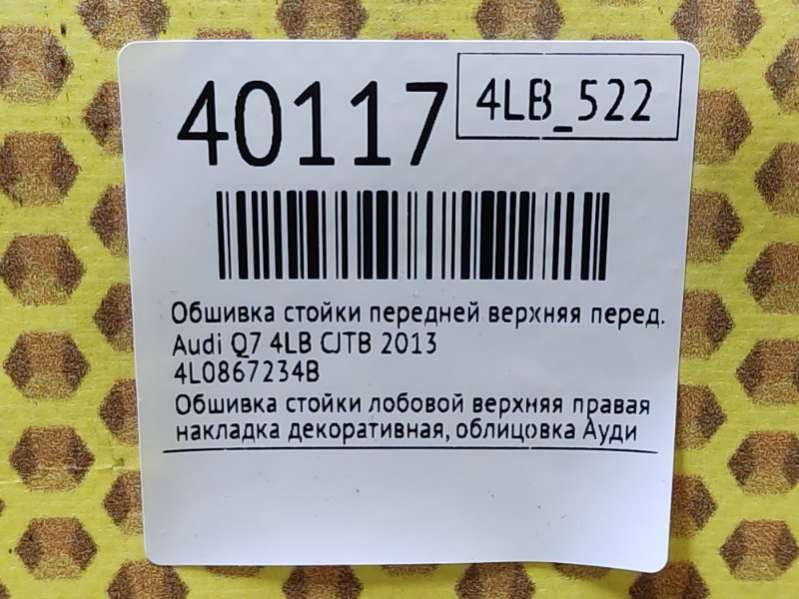 40117
4LB_522
Обшивка стойки передней верхняя перед.
Audi Q7 4LB CJTB 2013
4L0867234B
Обшивка стойки лобовой верхняя правая
накладка декоративная, облицовка Ауди